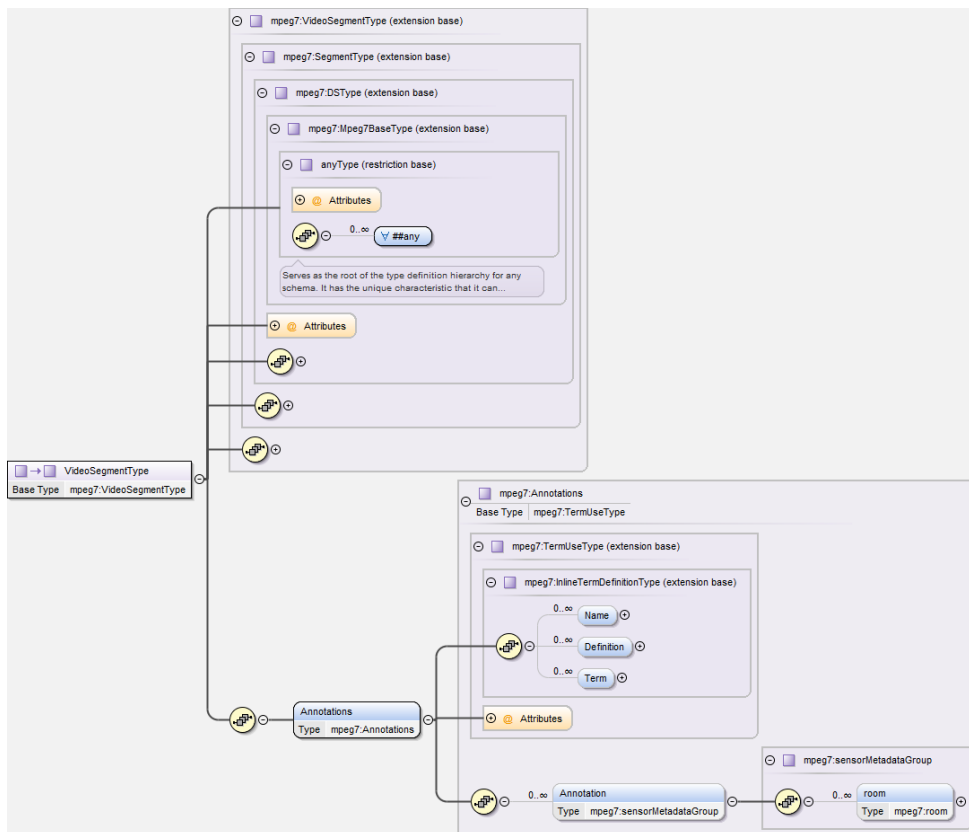 mpeg7:VideoSegmentType (extension base)
mpeg7:SegmentType (extension base)
mpeg7:DSType (extension base)
mpeg7:Mpeg7BaseType (extension base)
anyType (restriction base)
@ Attributes
0..∞
∀ ##any
Serves as the root of the type definition hierarchy for any
schema. It has the unique characteristic that it can...
@ Attributes
VideoSegmentType
Base Type mpeg7:VideoSegmentType
mpeg7:Annotations
Base Type mpeg7:TermUseType
mpeg7:TermUseType (extension base)
mpeg7:InlineTermDefinitionType (extension base)
0..∞ Name
0..∞ Definition
0..∞ Term
@ Attributes
Annotations
Type mpeg7:Annotations
mpeg7:sensorMetadataGroup
0..∞ Annotation
Type mpeg7:sensorMetadataGroup
0..∞ room
Type mpeg7:room